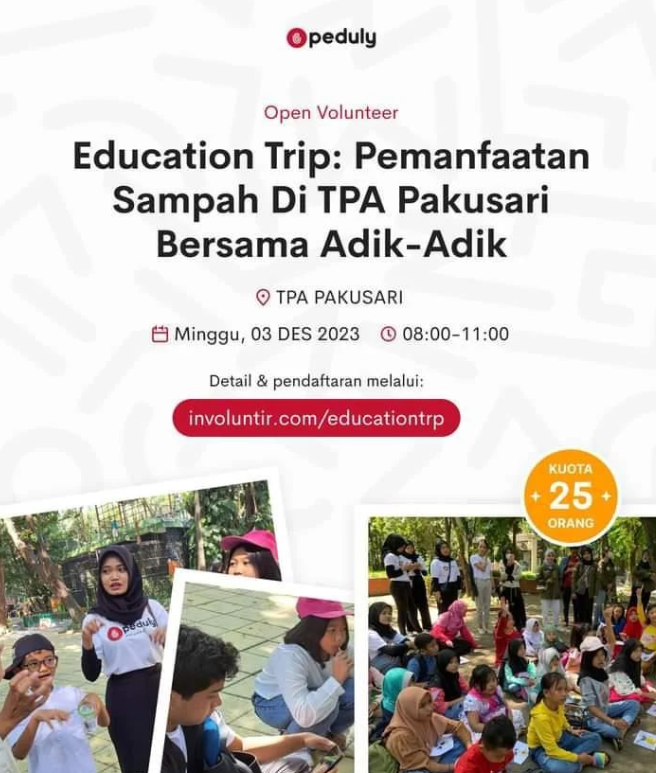 peduly
Open Volunteer
Education Trip: Pemanfaatan
Sampah Di TPA Pakusari
Bersama Adik-Adik
TPA PAKUSARI
Minggu, 03 DES 2023 08:00-11:00
Detail & pendaftaran melalui:
involuntir.com/educationtrp
KUOTA
+ 25 +
ORANG
peduly